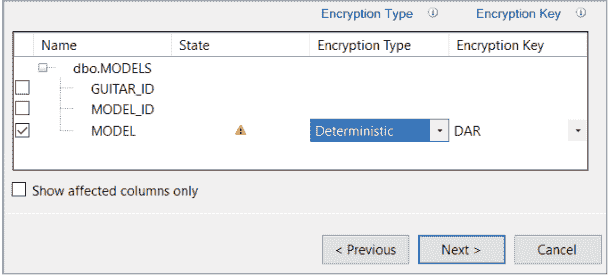 Encryption Type Encryption Key
Name State Encryption Type Encryption Key
dbo.MODELS
GUITAR_ID
MODEL_ID
MODEL Deterministic DAR
Show affected columns only
< Previous Next > Cancel